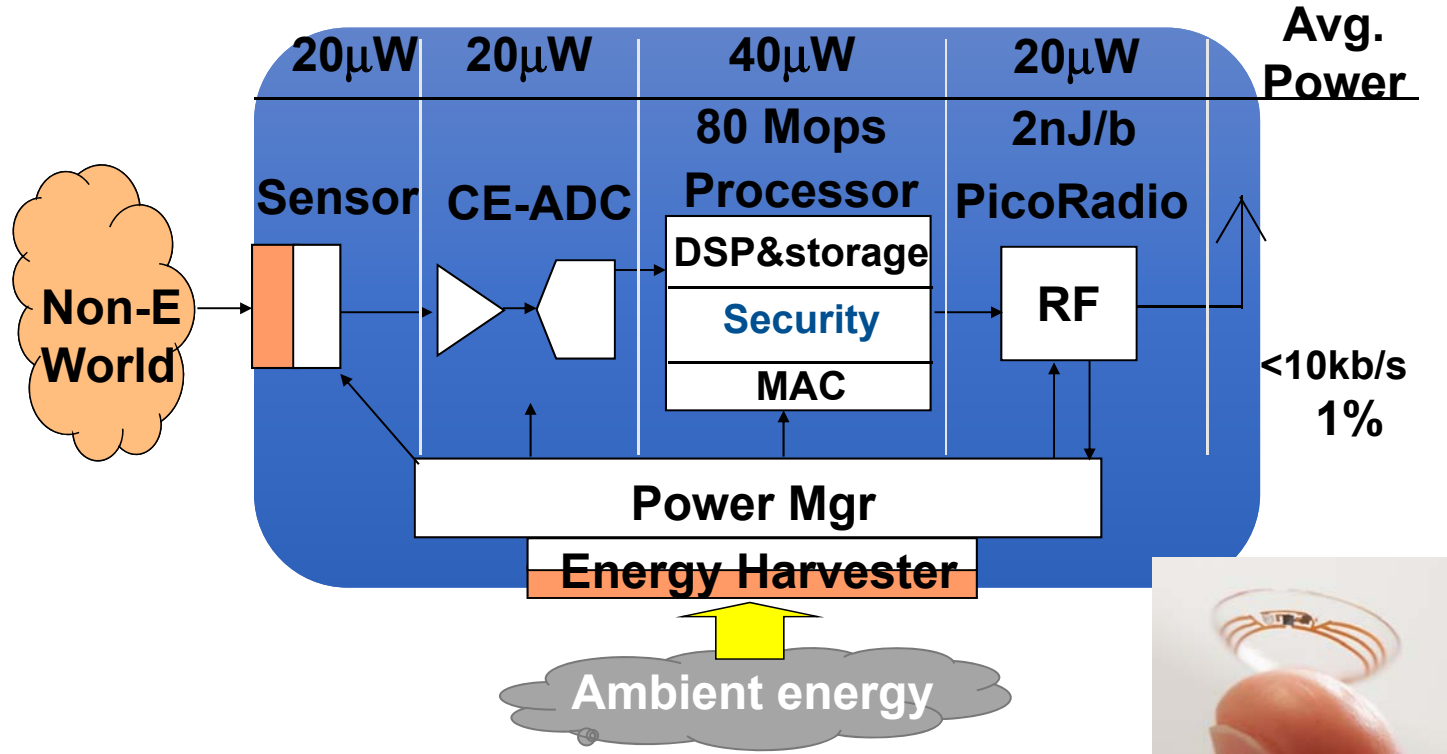 20μW 20μW 40μW 20μW Avg.
Power
80 Mops 2nJ/b
Sensor CE-ADC Processor PicoRadio
DSP&storage
Non-E Security RF
World MAC <10kb/s
1%
Power Mgr
Energy Harvester
Ambient energy